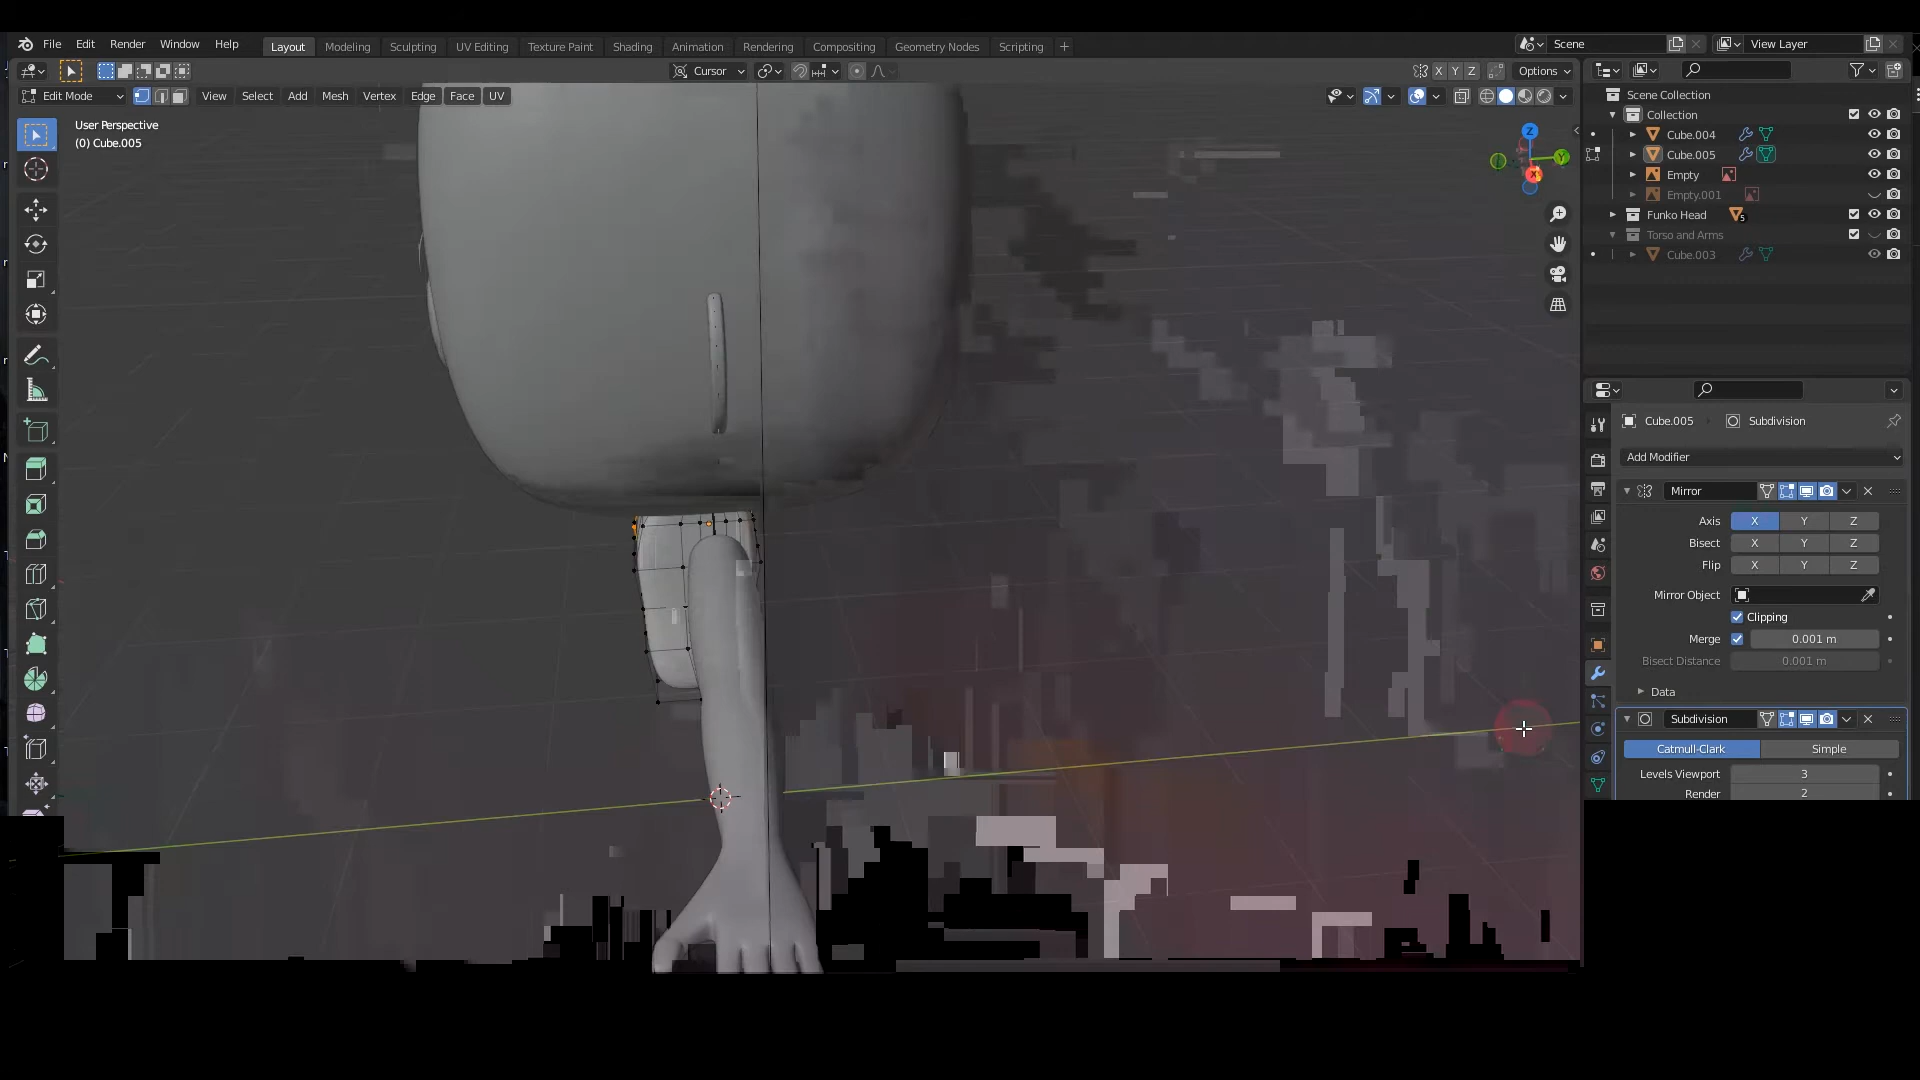 File Edit Render Window Help Layout Modeling Sculpting UV Editing Texture Paint Shading Animation Rendering Compositing Geometry Nodes Scripting + Scene View Layer
Cursor X Y Z Options
Edit Mode View Select Add Mesh Vertex Edge Face UV
User Perspective
(0) Cube.005
Z
Y
X
Scene Collection
Collection
Cube.004
Cube.005
Empty
Empty.001
Funko Head 5
Torso and Arms
Cube.003
Cube.005 Subdivision
Add Modifier
Mirror
Axis X Y Z
Bisect X Y Z
Flip X Y Z
Mirror Object
Clipping
Merge 0.001 m
Bisect Distance 0.001 m
Data
Subdivision
Catmull-Clark Simple
Levels Viewport 3
Render 2